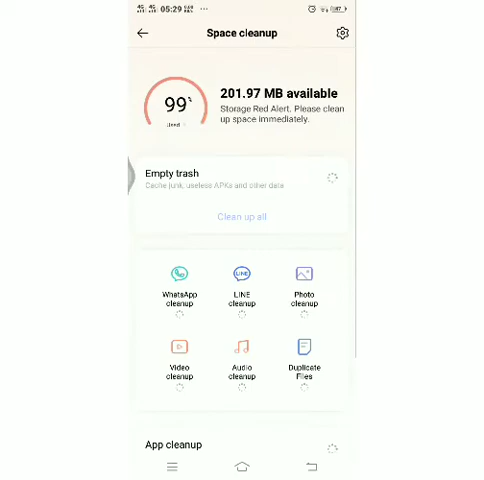 05:29
Space cleanup
99%
Used
201.97 MB available
Storage Red Alert. Please clean
up space immediately.
Empty trash
Cache junk, useless APKs and other data
Clean up all
WhatsApp
cleanup
LINE
LINE
cleanup
Photo
cleanup
Video
cleanup
Audio
cleanup
Duplicate
Files
App cleanup